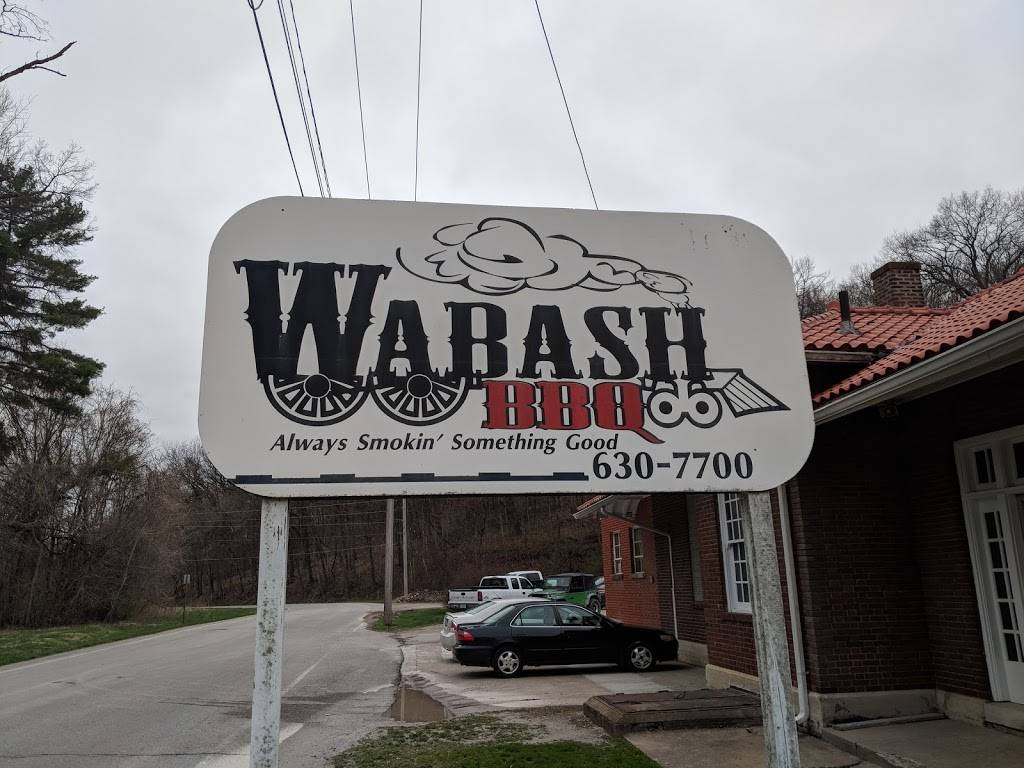 WABASH
BBQ
Always Smokin' Something Good
630-7700